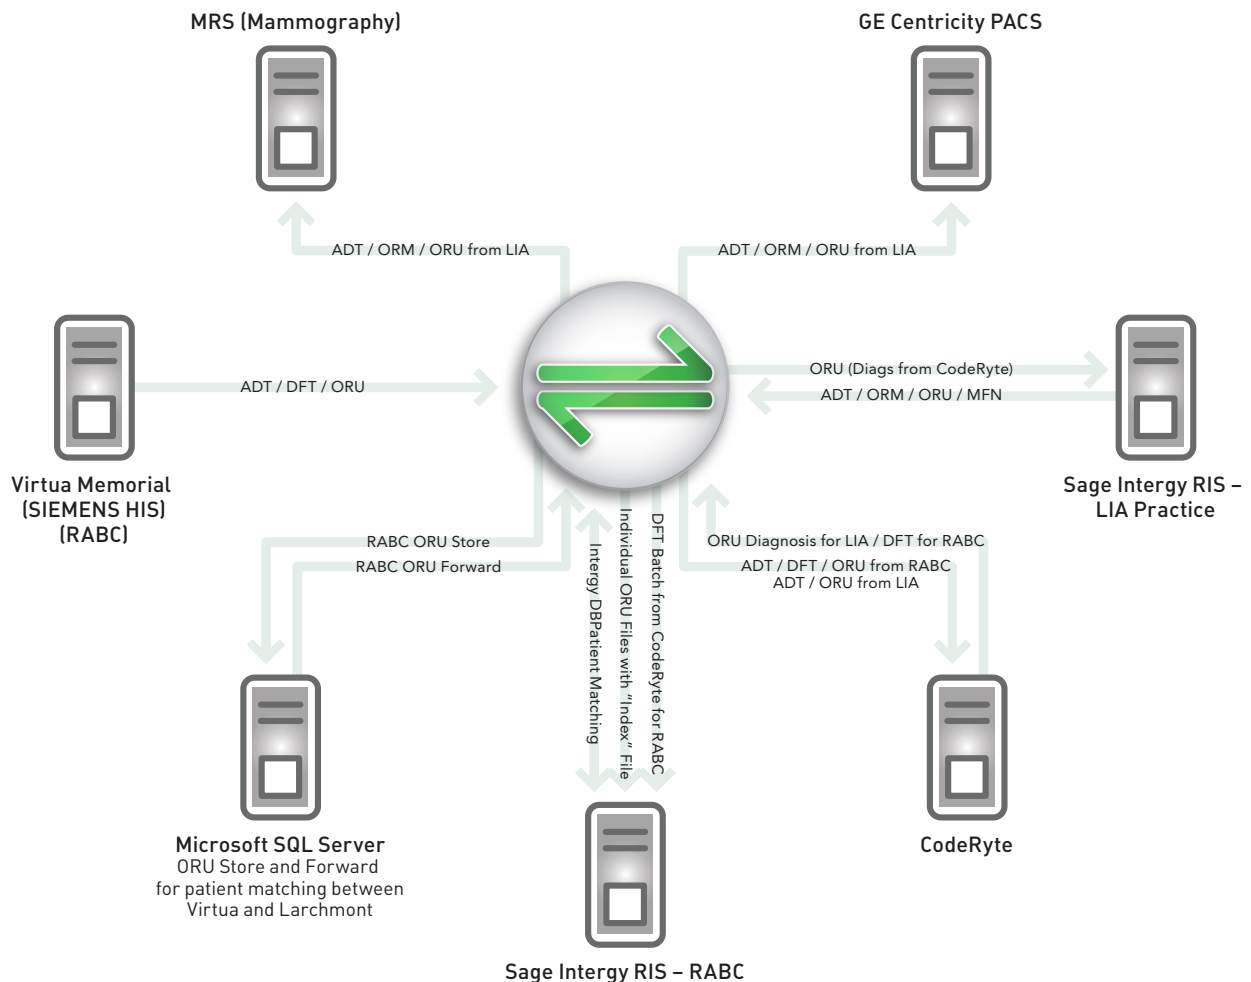 MRS (Mammography)
GE Centricity PACS
ADT / ORM / ORU from LIA
ADT / ORM / ORU from LIA
ADT / DFT / ORU
ORU (Diags from CodeRyte)
ADT / ORM / ORU / MFN
Virtua Memorial
(SIEMENS HIS)
(RABC)
Sage Intergy RIS –
LIA Practice
RABC ORU Store
RABC ORU Forward
Intergy DBPatient Matching
Individual ORU Files with "Index" File
DFT Batch from CodeRyte for RABC
ORU Diagnosis for LIA / DFT for RABC
ADT / DFT / ORU from RABC
ADT / ORU from LIA
Microsoft SQL Server
ORU Store and Forward
for patient matching between
Virtua and Larchmont
CodeRyte
Sage Intergy RIS – RABC